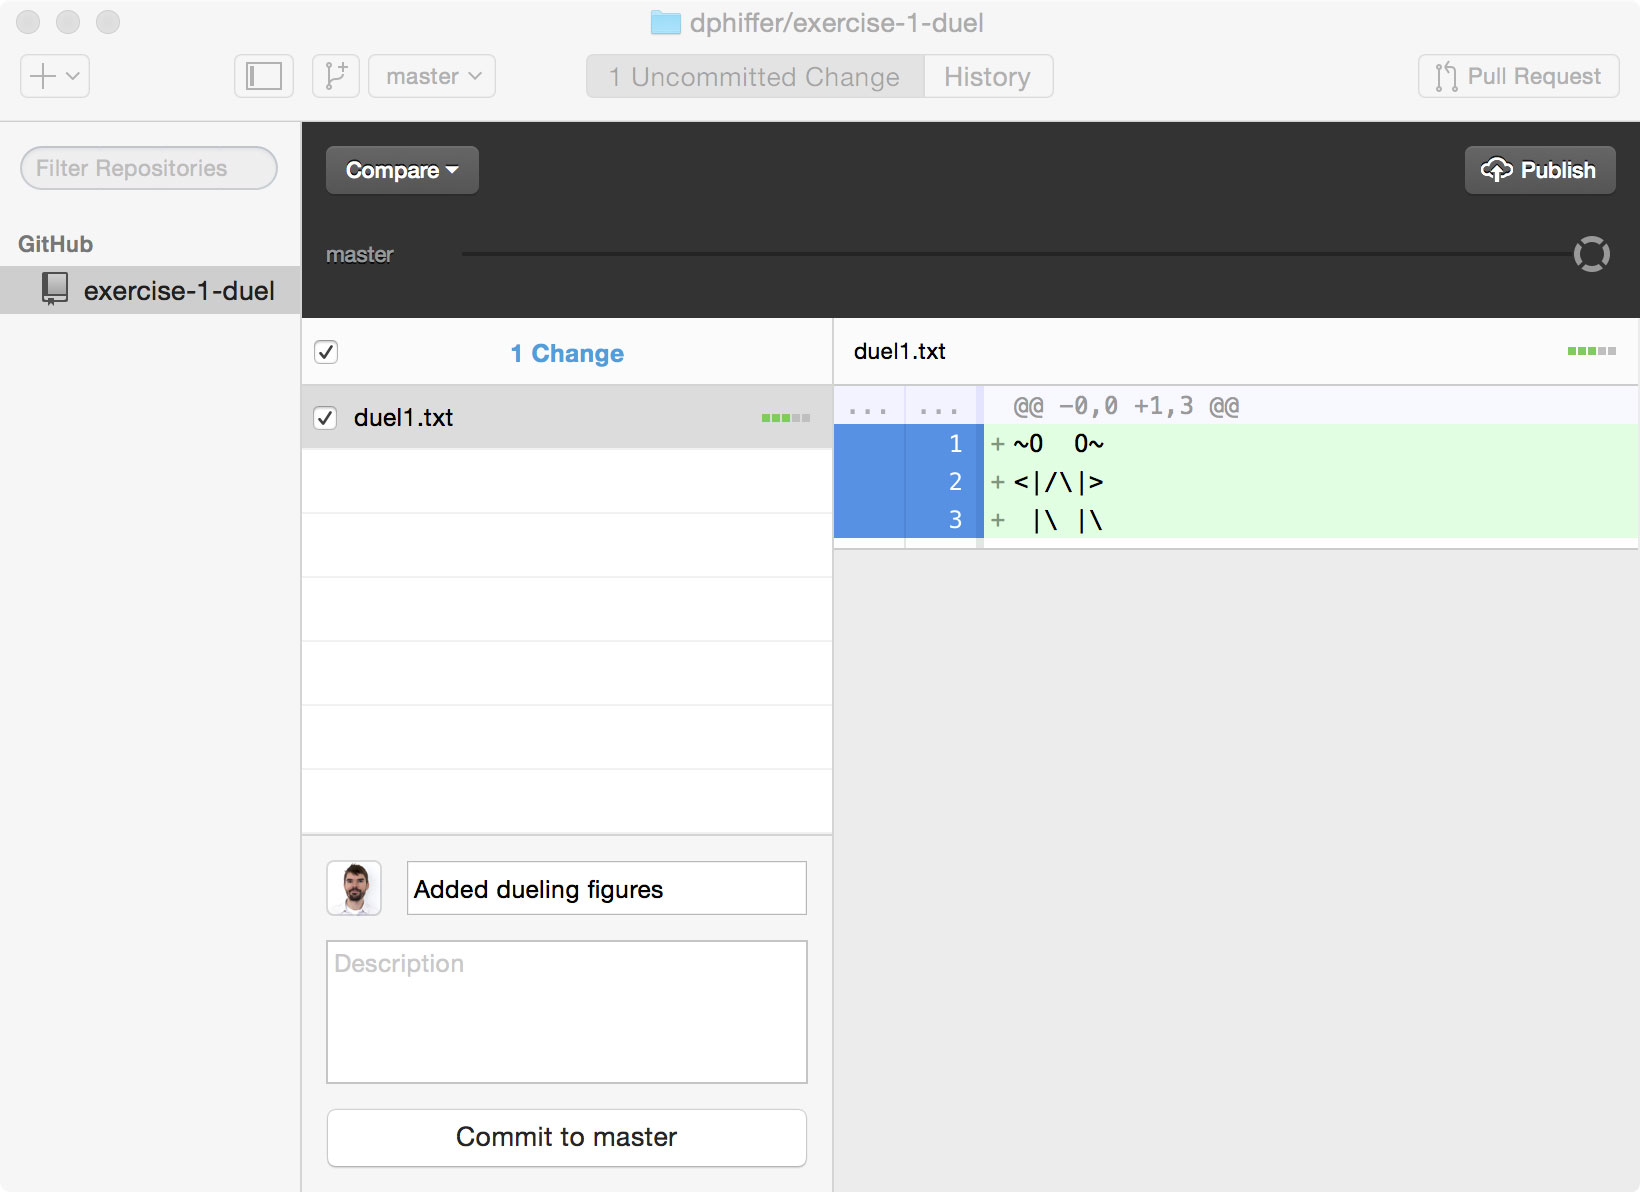 dphiffer/exercise-1-duel
master
1 Uncommitted Change
History
Pull Request
Filter Repositories
GitHub
exercise-1-duel
Compare
Publish
master
1 Change
duel1.txt
Added dueling figures
Description
Commit to master
duel1.txt
... ... @@ -0,0 +1,3 @@
1 + ~O  O~
2 + <|/\|>
3 +  |\ |\